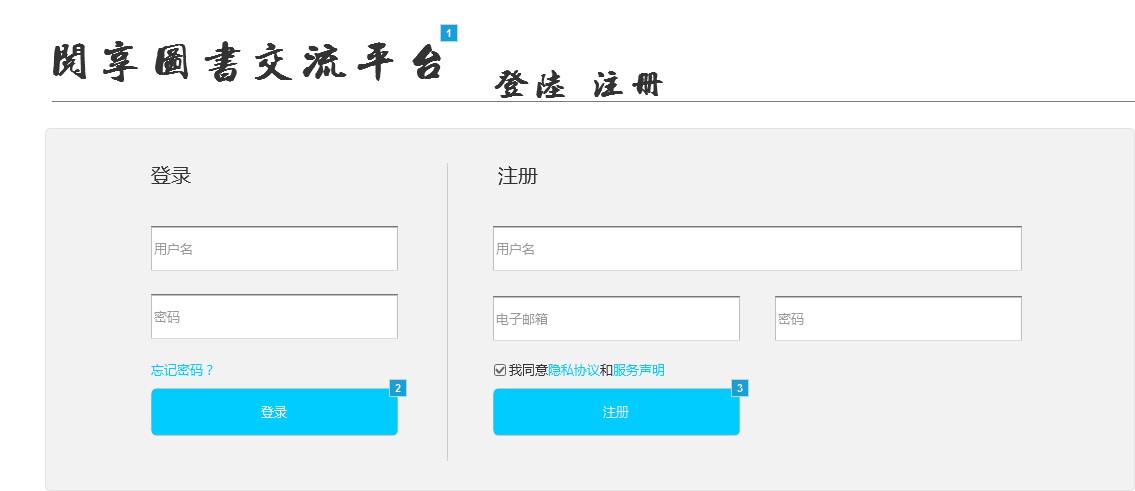 閱享圖書交流平台 1
登陸 注冊
登录
用户名
密码
忘记密码？
2
登录
注册
用户名
电子邮箱 密码
我同意隐私协议和服务声明
3
注册